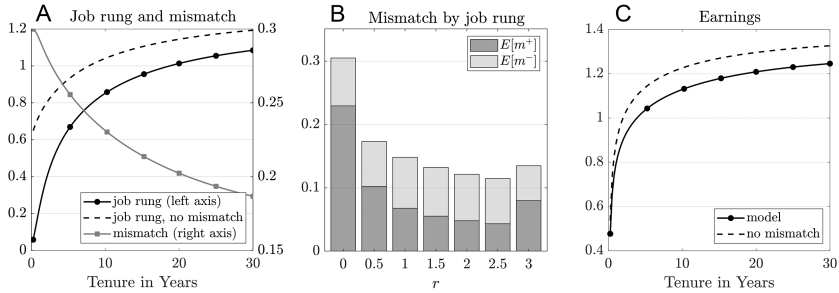 A
Job rung and mismatch
1.2
1
0.8
0.6
0.4
0.2
0
0.3
0.25
0.2
0.15
job rung (left axis)
job rung, no mismatch
mismatch (right axis)
0 5 10 15 20 25 30
Tenure in Years
B
Mismatch by job rung
E[m⁺]
E[m⁻]
0.3
0.2
0.1
0
0 0.5 1 1.5 2 2.5 3
r
C
Earnings
1.4
1.2
1
0.8
0.6
0.4
model
no mismatch
0 10 20 30
Tenure in Years